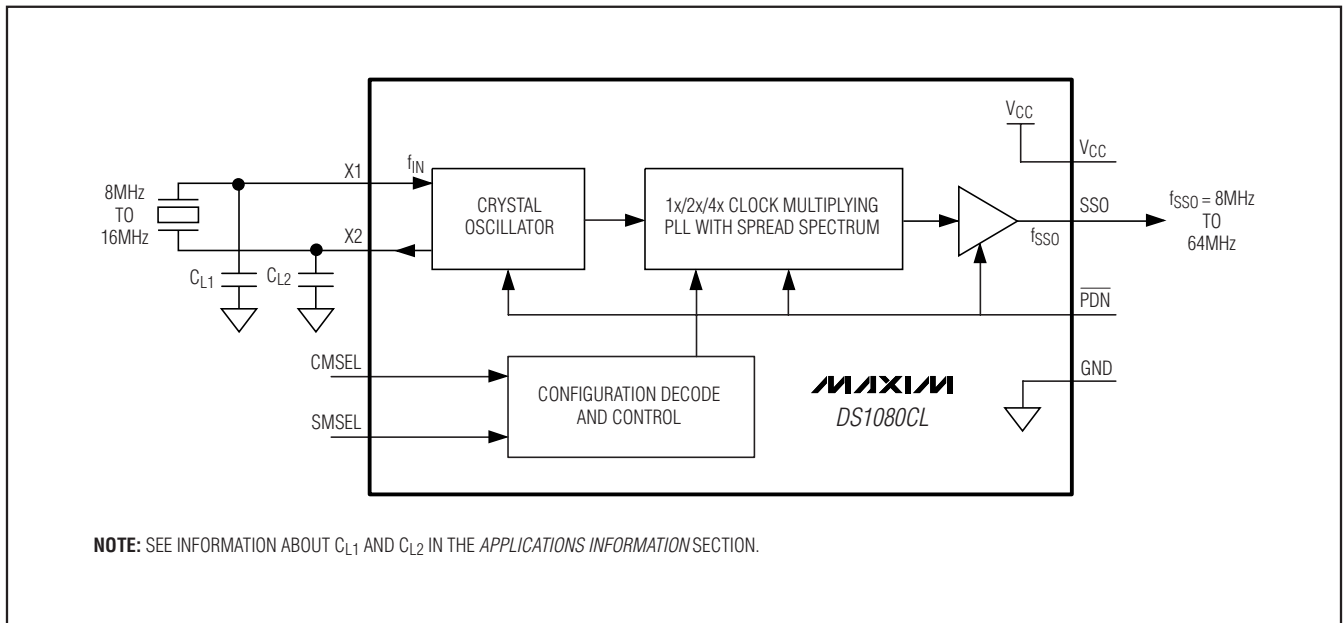 VCC
VCC
X1
fIN
8MHz
TO
16MHz
CRYSTAL
OSCILLATOR
1x/2x/4x CLOCK MULTIPLYING
PLL WITH SPREAD SPECTRUM
SSO
fSSO
fSSO = 8MHz
TO
64MHz
X2
CL1
CL2
PDN
CMSEL
SMSEL
CONFIGURATION DECODE
AND CONTROL
MAXIM
DS1080CL
GND
NOTE: SEE INFORMATION ABOUT CL1 AND CL2 IN THE APPLICATIONS INFORMATION SECTION.